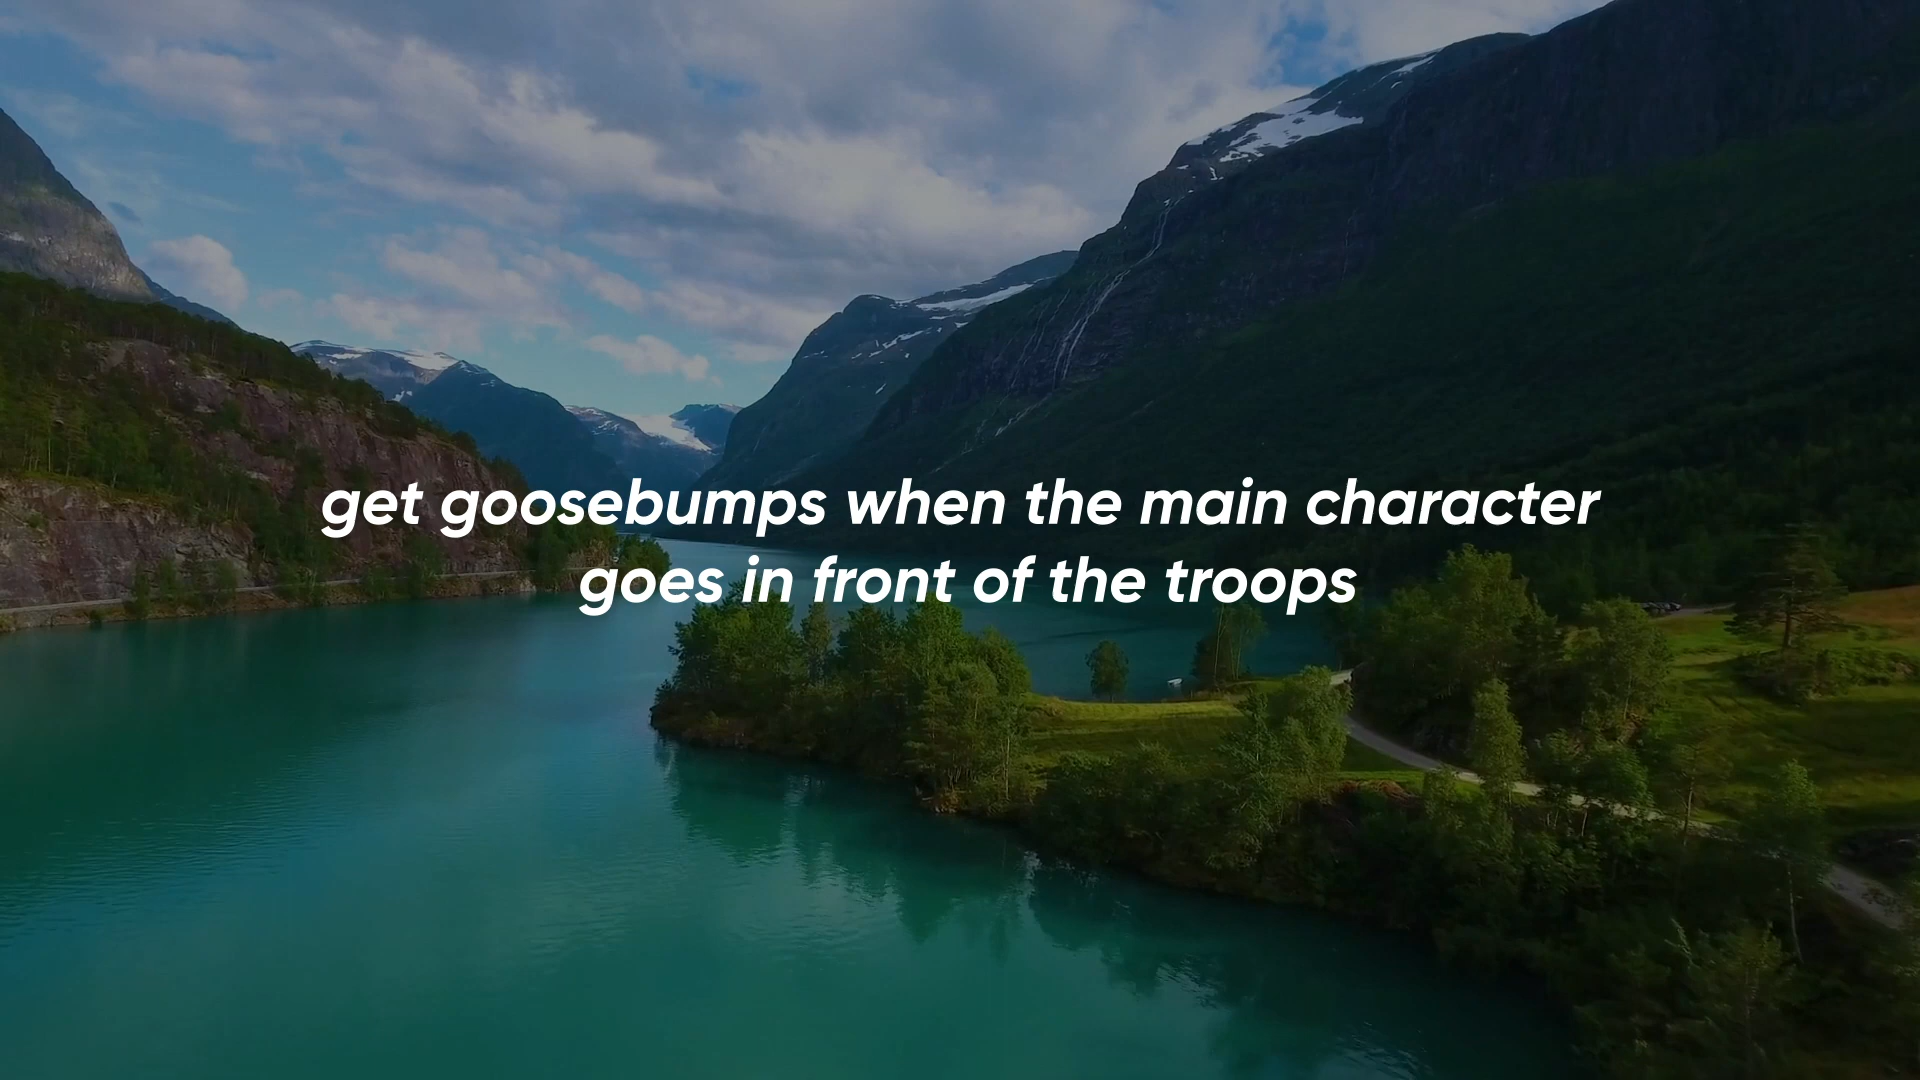 get goosebumps when the main character
goes in front of the troops